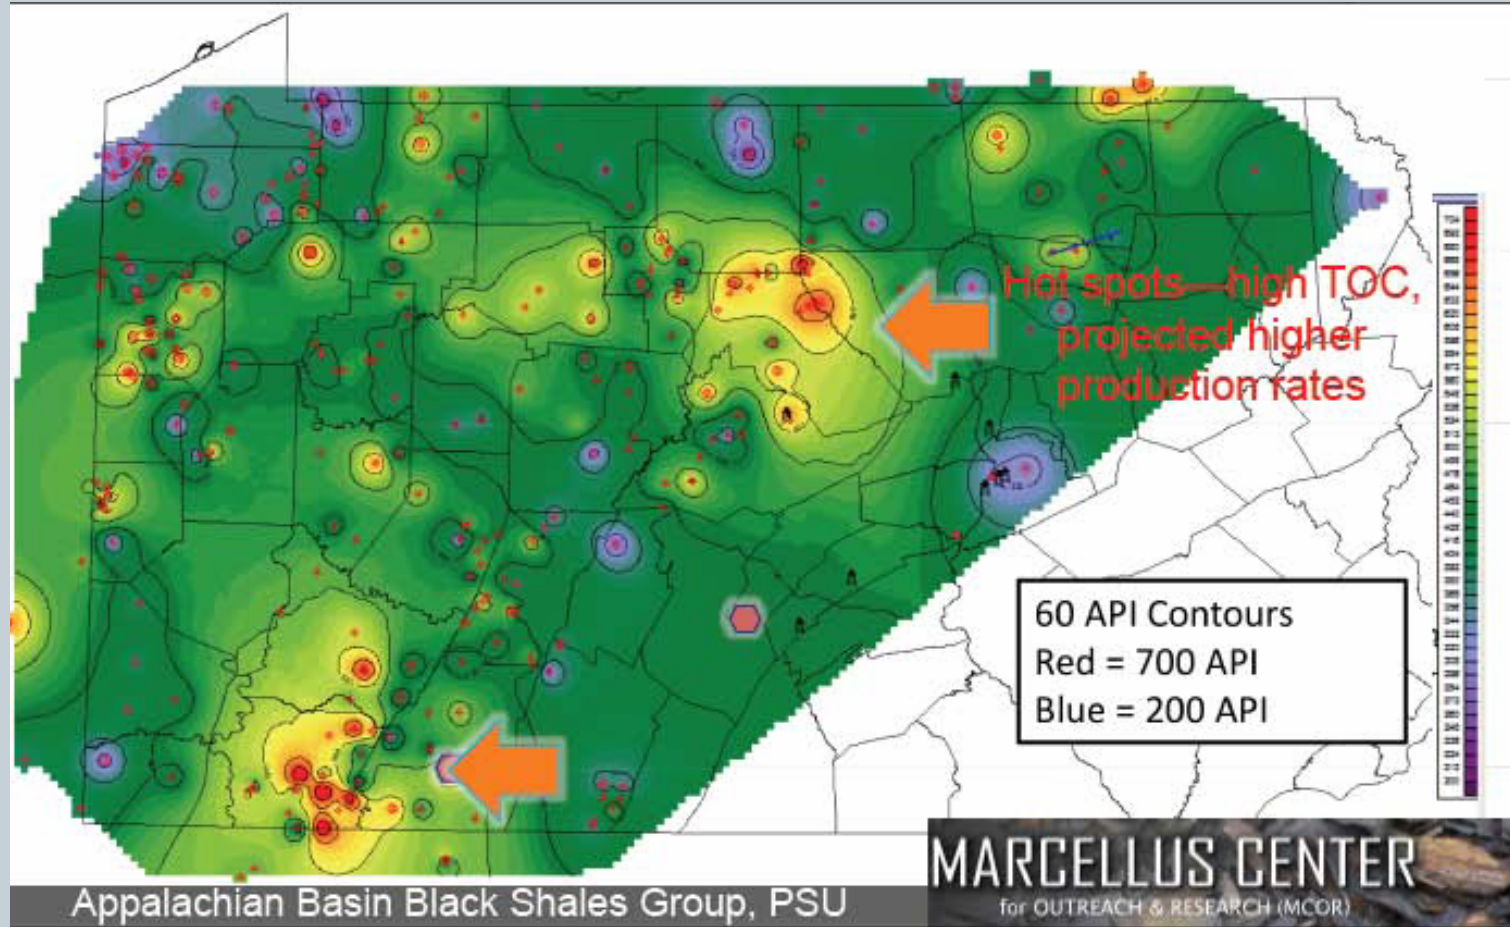 Hot spots—high TOC,
projected higher
production rates
60 API Contours
Red = 700 API
Blue = 200 API
Appalachian Basin Black Shales Group, PSU
MARCELLUS CENTER
for OUTREACH & RESEARCH (MCOR)